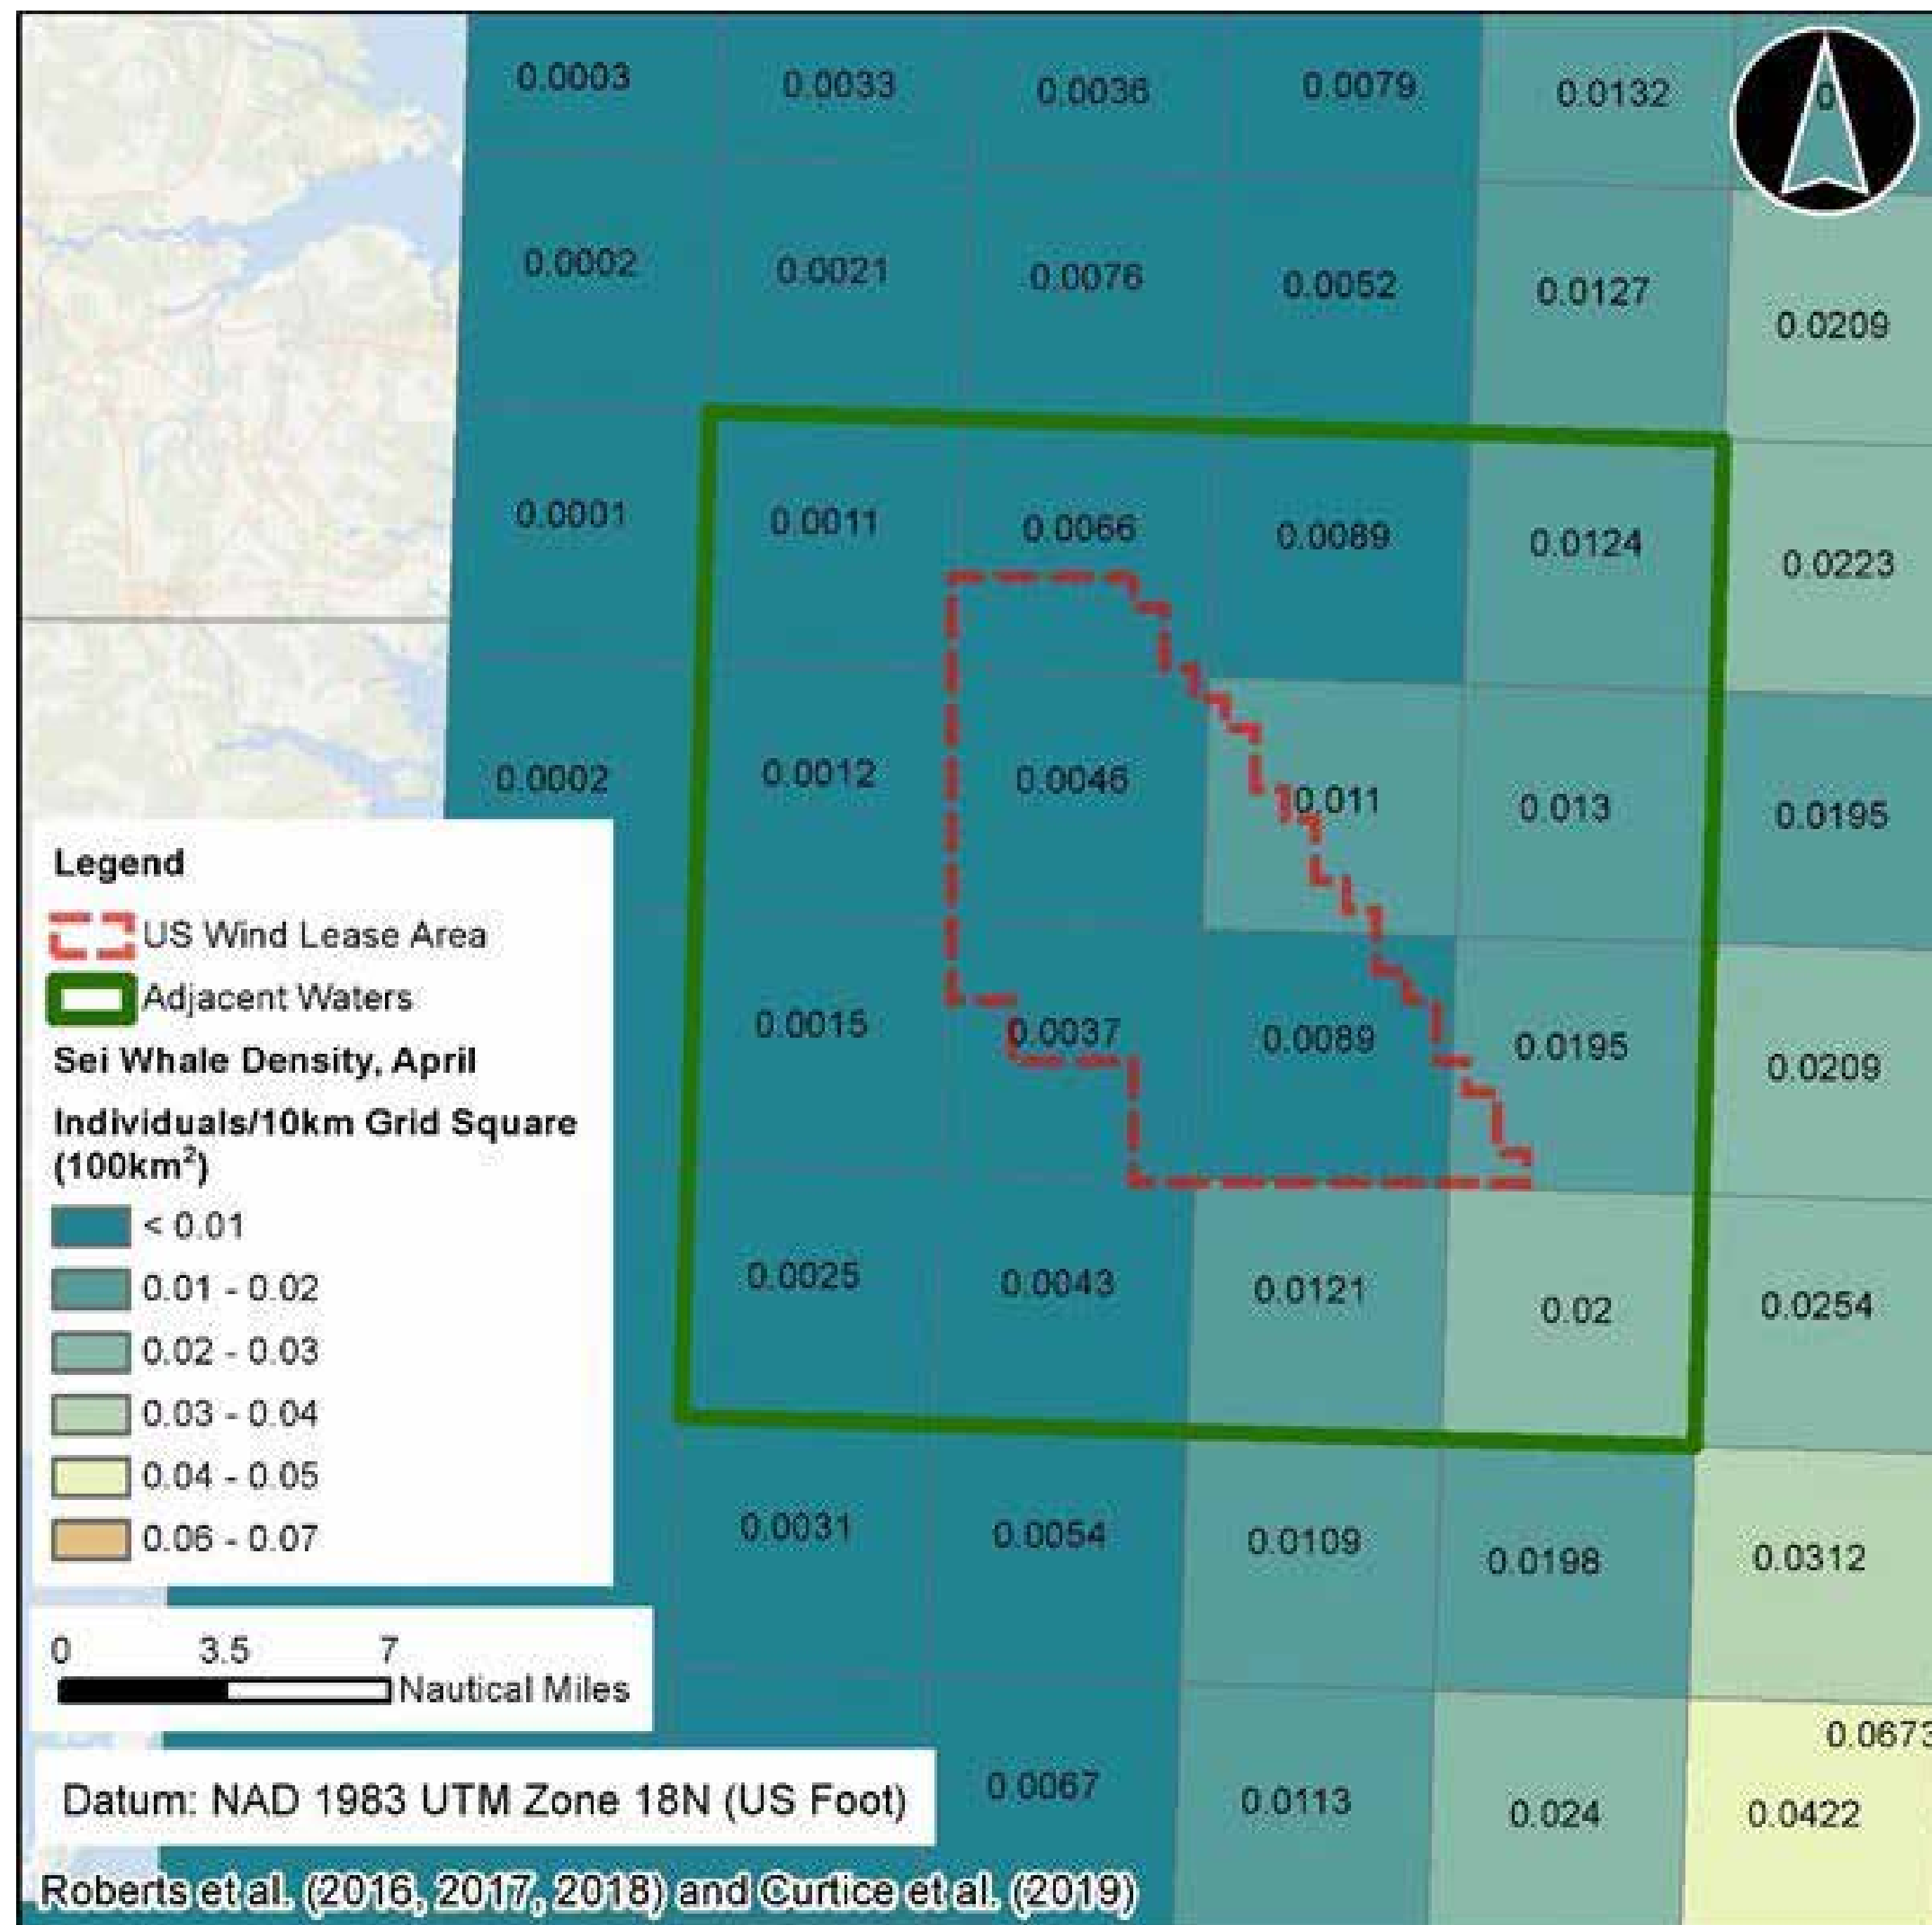 0.0003 0.0033 0.0036 0.0079 0.0132
0.0002 0.0021 0.0076 0.0052 0.0127 0.0209
0.0001 0.0011 0.0066 0.0089 0.0124 0.0223
0.0002 0.0012 0.0046 0.011 0.013 0.0195
0.0015 0.0037 0.0089 0.0195 0.0209
0.0025 0.0043 0.0121 0.02 0.0254
0.0031 0.0054 0.0109 0.0198 0.0312
0.0673
0.0067 0.0113 0.024 0.0422
Legend
US Wind Lease Area
Adjacent Waters
Sei Whale Density, April
Individuals/10km Grid Square
(100km²)
< 0.01
0.01 - 0.02
0.02 - 0.03
0.03 - 0.04
0.04 - 0.05
0.06 - 0.07
0 3.5 7
Nautical Miles
Datum: NAD 1983 UTM Zone 18N (US Foot)
Roberts et al. (2016, 2017, 2018) and Curtice et al. (2019)